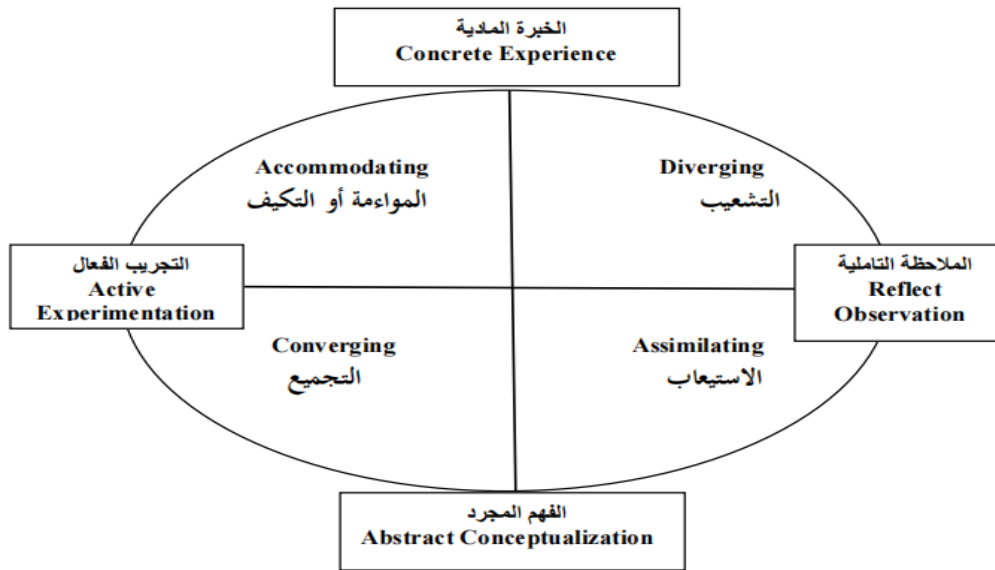 الخبرة المادية
Concrete Experience
Accommodating
المواءمة أو التكيف
Diverging
التشعيب
التجريب الفعال
Active
Experimentation
الملاحظة التاملية
Reflect
Observation
Converging
التجميع
Assimilating
الاستيعاب
الفهم المجرد
Abstract Conceptualization